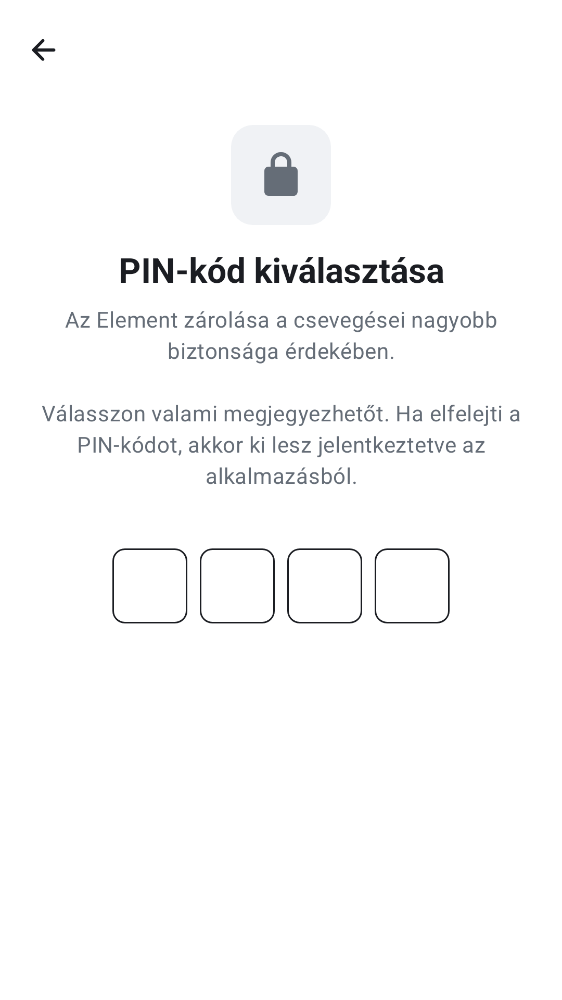 PIN-kód kiválasztása
Az Element zárolása a csevegései nagyobb
biztonsága érdekében.
Válasszon valami megjegyezhetőt. Ha elfelejti a
PIN-kódot, akkor ki lesz jelentkeztetve az
alkalmazásból.